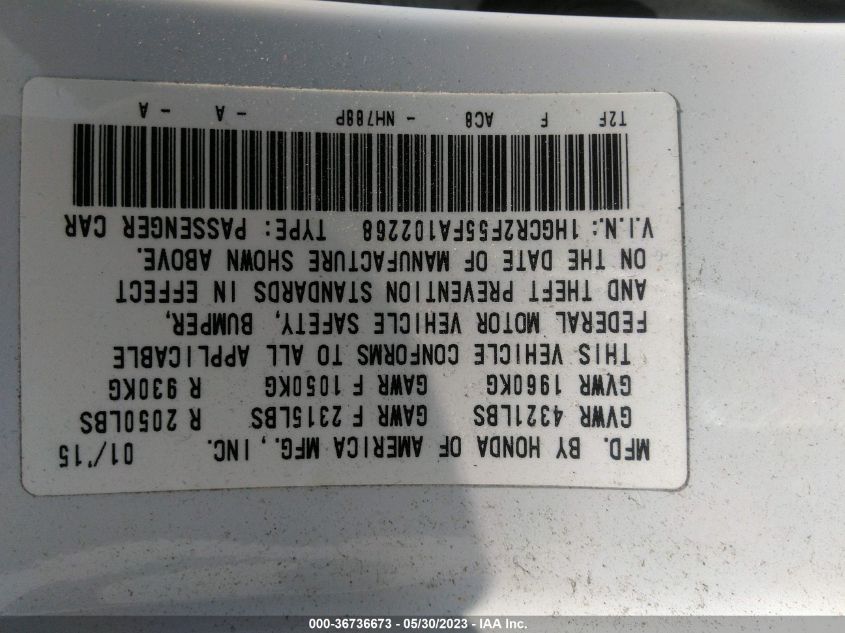 MFD. BY HONDA OF AMERICA MFG., INC. 01/'15
GVWR 4321LBS GAWR F 2315LBS R 2050LBS
GVWR 1960KG GAWR F 1050KG R 930KG
THIS VEHICLE CONFORMS TO ALL APPLICABLE
FEDERAL MOTOR VEHICLE SAFETY, BUMPER,
AND THEFT PREVENTION STANDARDS IN EFFECT
ON THE DATE OF MANUFACTURE SHOWN ABOVE.
V.I.N.: 1HGCR2F55FA102268 TYPE: PASSENGER CAR
T2F F AC8 - NH788P - A - A
000-36736673 - 05/30/2023 - IAA Inc.